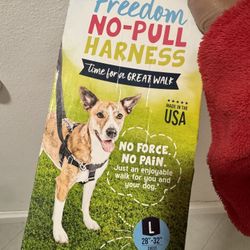 Freedom
NO-PULL
HARNESS
time for a GREAT WALK
MADE IN
THE
USA
NO FORCE.
NO PAIN.
Just an enjoyable
walk for you and
your dog.
L
28"-32"